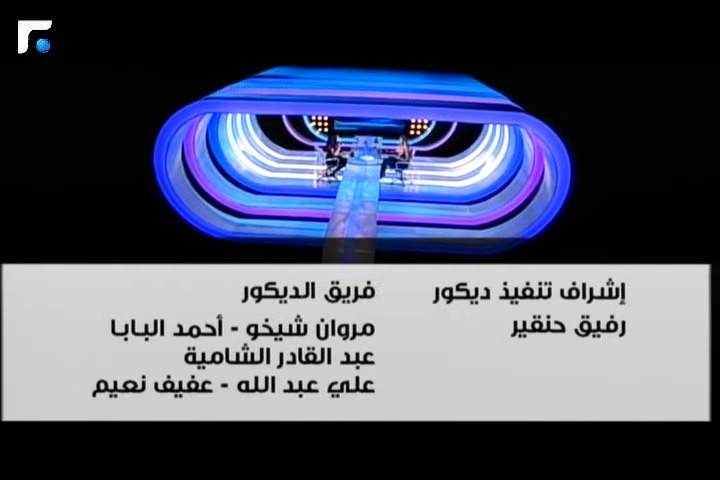 إشراف تنفيذ ديكور
رفيق حنقير
فريق الديكور
مروان شيخو - أحمد البابا
عبد القادر الشامية
علي عبد الله - عفيف نعيم